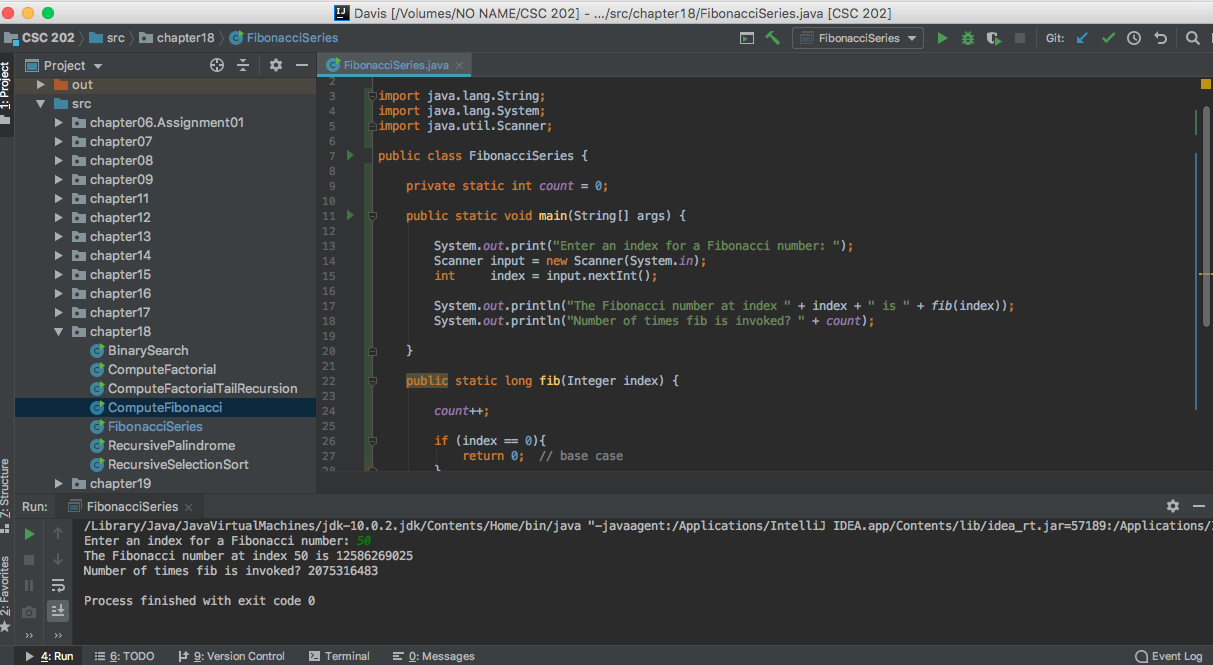 Davis [/Volumes/NO NAME/CSC 202] - .../src/chapter18/FibonacciSeries.java [CSC 202]
CSC 202 src chapter18 FibonacciSeries
FibonacciSeries
Git:
1: Project
7: Structure
2: Favorites
Project
out
src
chapter06.Assignment01
chapter07
chapter08
chapter09
chapter11
chapter12
chapter13
chapter14
chapter15
chapter16
chapter17
chapter18
BinarySearch
ComputeFactorial
ComputeFactorialTailRecursion
ComputeFibonacci
FibonacciSeries
RecursivePalindrome
RecursiveSelectionSort
chapter19
FibonacciSeries.java
2
3 import java.lang.String;
4 import java.lang.System;
5 import java.util.Scanner;
6
7 public class FibonacciSeries {
8
9 private static int count = 0;
10
11 public static void main(String[] args) {
12
13 System.out.print("Enter an index for a Fibonacci number: ");
14 Scanner input = new Scanner(System.in);
15 int index = input.nextInt();
16
17 System.out.println("The Fibonacci number at index " + index + " is " + fib(index));
18 System.out.println("Number of times fib is invoked? " + count);
19
20 }
21
22 public static long fib(Integer index) {
23
24 count++;
25
26 if (index == 0){
27 return 0; // base case
28 }
Run: FibonacciSeries
/Library/Java/JavaVirtualMachines/jdk-10.0.2.jdk/Contents/Home/bin/java "-javaagent:/Applications/IntelliJ IDEA.app/Contents/lib/idea_rt.jar=57189:/Applications/
Enter an index for a Fibonacci number: 50
The Fibonacci number at index 50 is 12586269025
Number of times fib is invoked? 2075316483
Process finished with exit code 0
4: Run 6: TODO 9: Version Control Terminal 0: Messages Event Log